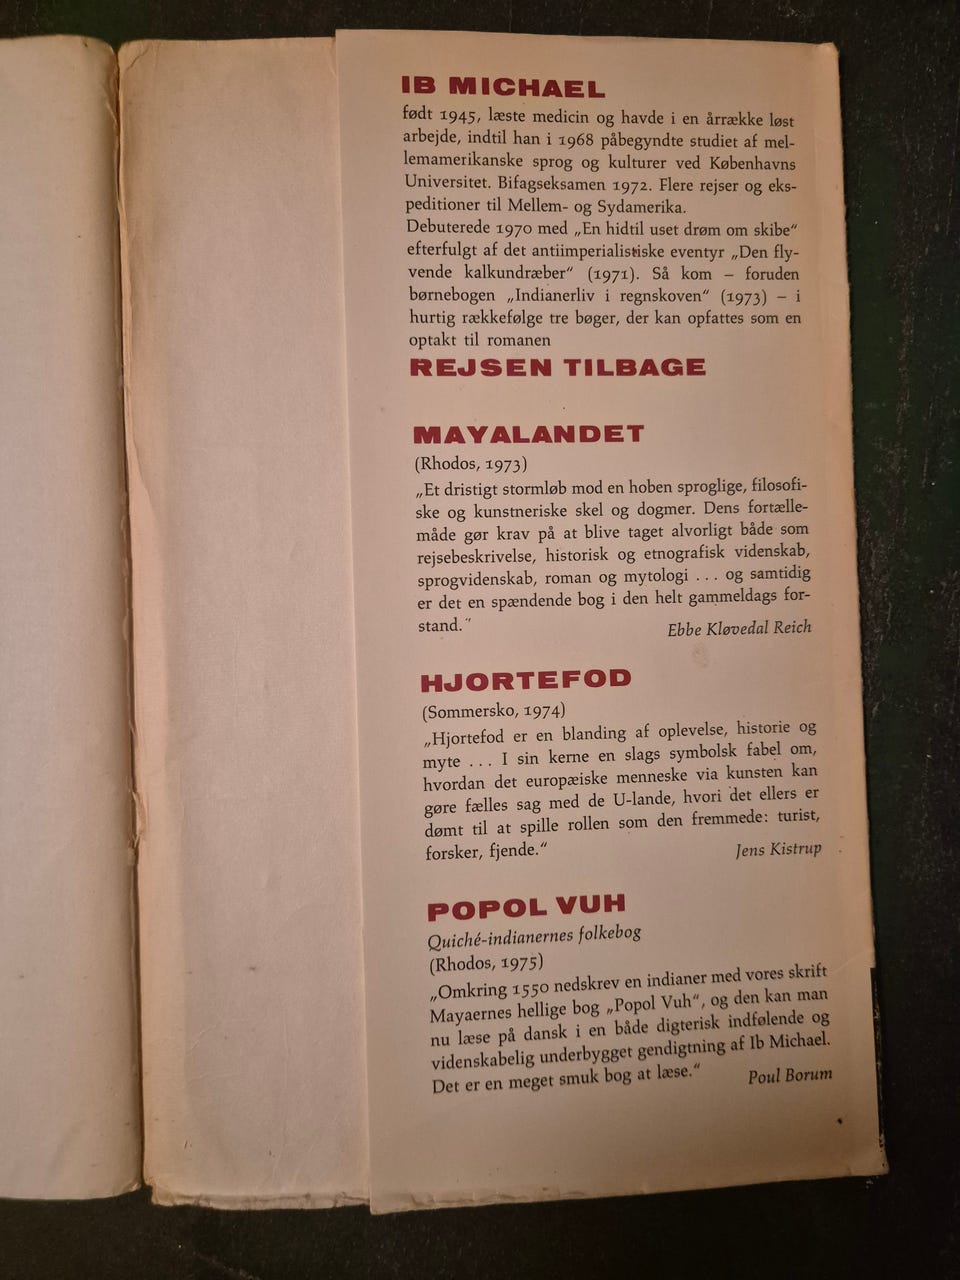 IB MICHAEL
født 1945, læste medicin og havde i en årrække løst
arbejde, indtil han i 1968 påbegyndte studiet af mel-
lemamerikanske sprog og kulturer ved Københavns
Universitet. Bifagseksamen 1972. Flere rejser og eks-
peditioner til Mellem- og Sydamerika.
Debuterede 1970 med „En hidtil uset drøm om skibe“
efterfulgt af det antiimperialistiske eventyr „Den fly-
vende kalkundræber“ (1971). Så kom – foruden
børnebogen „Indianerliv i regnskoven“ (1973) – i
hurtig rækkefølge tre bøger, der kan opfattes som en
optakt til romanen
REJSEN TILBAGE
MAYALANDET
(Rhodos, 1973)
„Et dristigt stormløb mod en hoben sproglige, filosofi-
ske og kunstneriske skel og dogmer. Dens fortælle-
måde gør krav på at blive taget alvorligt både som
rejsebeskrivelse, historisk og etnografisk videnskab,
sprogvidenskab, roman og mytologi . . . og samtidig
er det en spændende bog i den helt gammeldags for-
stand.“ Ebbe Kløvedal Reich
HJORTEFOD
(Sommersko, 1974)
„Hjortefod er en blanding af oplevelse, historie og
myte . . . I sin kerne en slags symbolsk fabel om,
hvordan det europæiske menneske via kunsten kan
gøre fælles sag med de U-lande, hvori det ellers er
dømt til at spille rollen som den fremmede: turist,
forsker, fjende.“ Jens Kistrup
POPOL VUH
Quiché-indianernes folkebog
(Rhodos, 1975)
„Omkring 1550 nedskrev en indianer med vores skrift
Mayaernes hellige bog „Popol Vuh“, og den kan man
nu læse på dansk i en både digterisk indfølende og
videnskabelig underbygget gendigtning af Ib Michael.
Det er en meget smuk bog at læse.“ Poul Borum